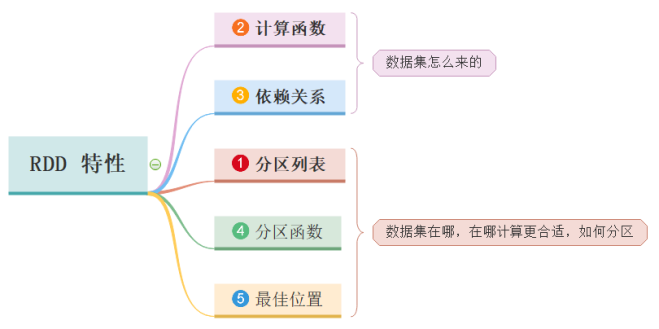 RDD 特性
2 计算函数
3 依赖关系
数据集怎么来的
1 分区列表
4 分区函数
5 最佳位置
数据集在哪，在哪计算更合适，如何分区